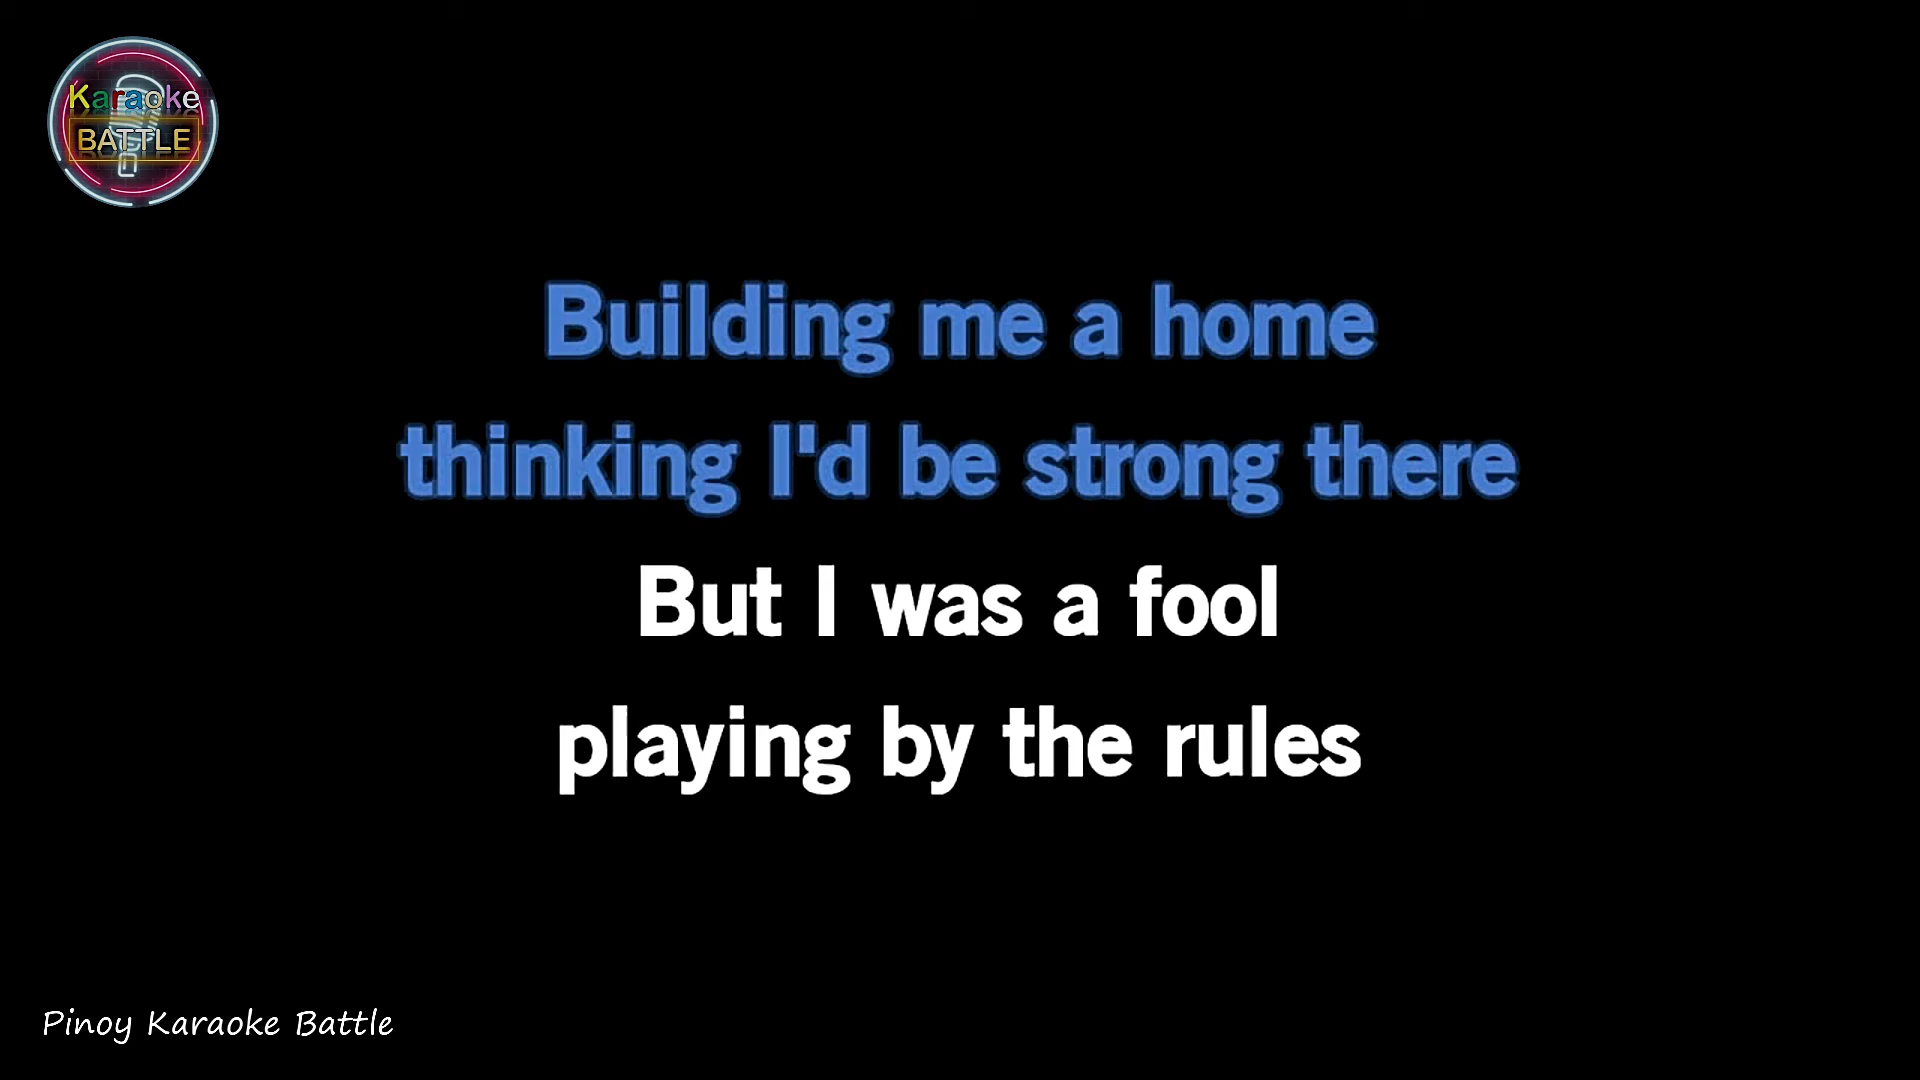 Karaoke
BATTLE
Building me a home
thinking I'd be strong there
But I was a fool
playing by the rules
Pinoy Karaoke Battle